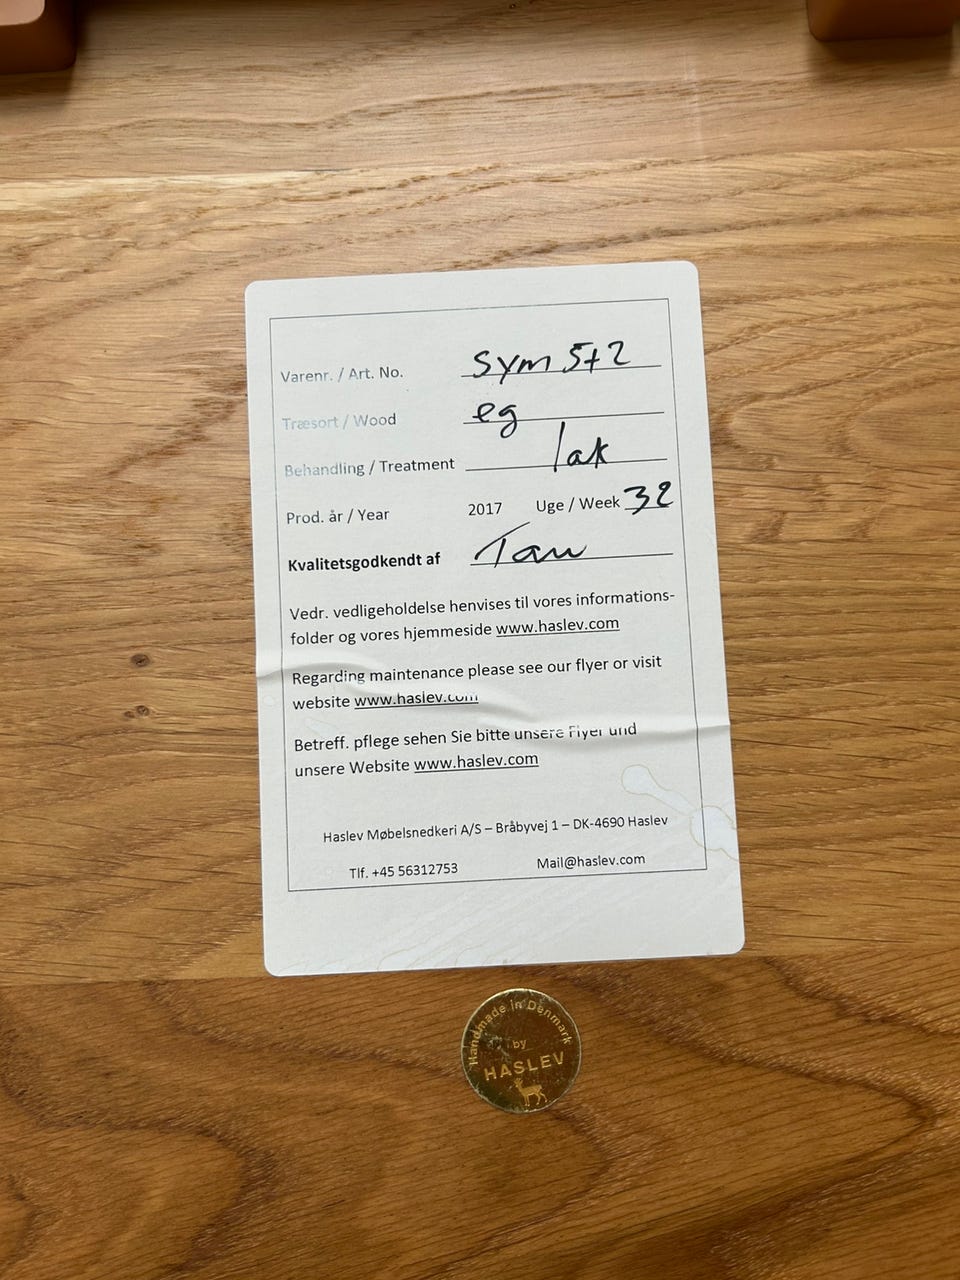 Varenr. / Art. No. Sym 5+2
Træsort / Wood eg
Behandling / Treatment lak
Prod. år / Year 2017 Uge / Week 32
Kvalitetsgodkendt af
Vedr. vedligeholdelse henvises til vores informations-
folder og vores hjemmeside www.haslev.com
Regarding maintenance please see our flyer or visit
website www.haslev.com
Betreff. pflege sehen Sie bitte unsere Flyer und
unsere Website www.haslev.com
Haslev Møbelsnedkeri A/S – Bråbyvej 1 – DK-4690 Haslev
Tlf. +45 56312753 Mail@haslev.com
Handmade in Denmark
by
HASLEV